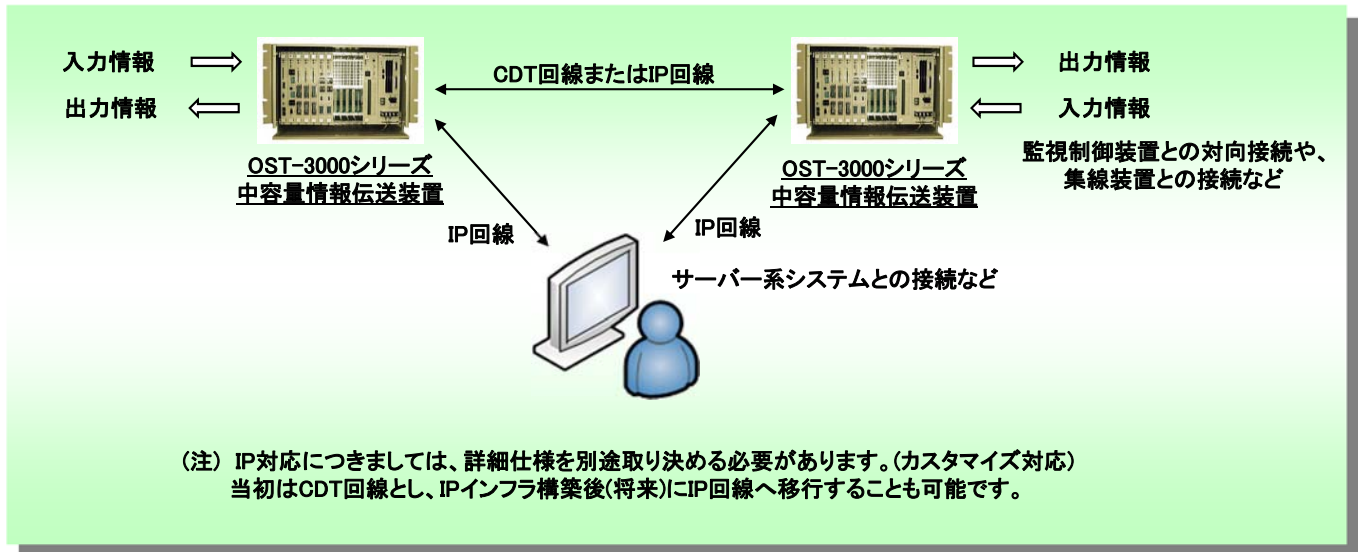 入力情報
出力情報
CDT回線またはIP回線
出力情報
入力情報
OST-3000シリーズ
中容量情報伝送装置
OST-3000シリーズ
中容量情報伝送装置
監視制御装置との対向接続や、
集線装置との接続など
IP回線
IP回線
サーバー系システムとの接続など
(注) IP対応につきましては、詳細仕様を別途取り決める必要があります。(カスタマイズ対応)
当初はCDT回線とし、IPインフラ構築後(将来)にIP回線へ移行することも可能です。